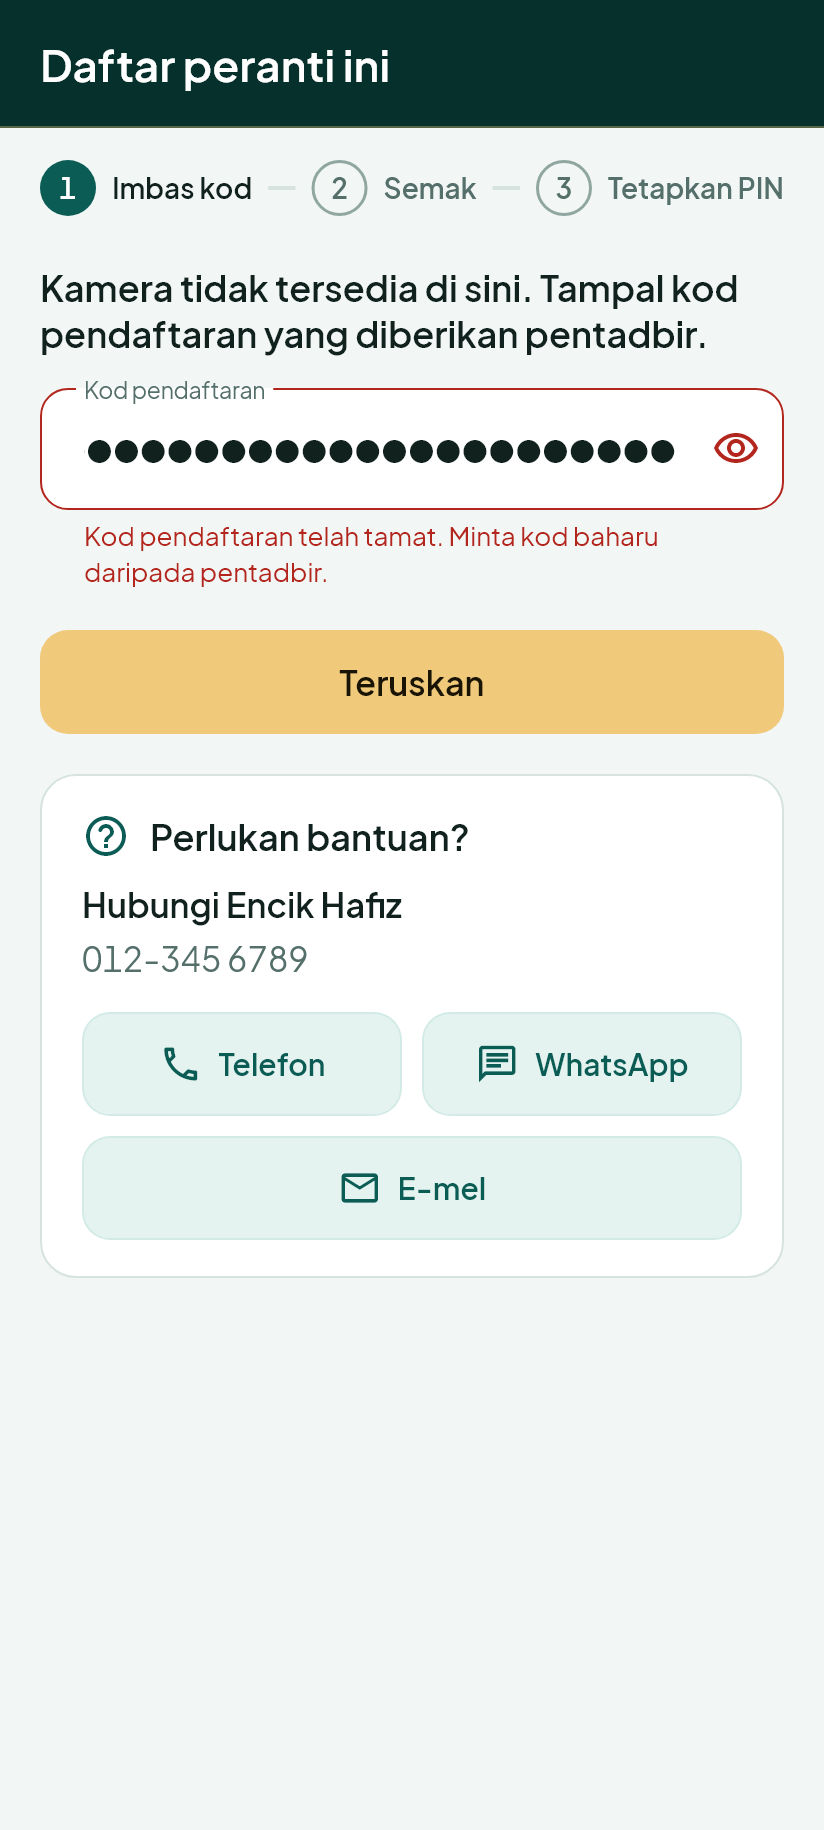 Daftar peranti ini
1 Imbas kod 2 Semak 3 Tetapkan PIN
Kamera tidak tersedia di sini. Tampal kod
pendaftaran yang diberikan pentadbir.
Kod pendaftaran
●●●●●●●●●●●●●●●●●●●●●●
Kod pendaftaran telah tamat. Minta kod baharu
daripada pentadbir.
Teruskan
Perlukan bantuan?
Hubungi Encik Hafiz
012-345 6789
Telefon
WhatsApp
E-mel